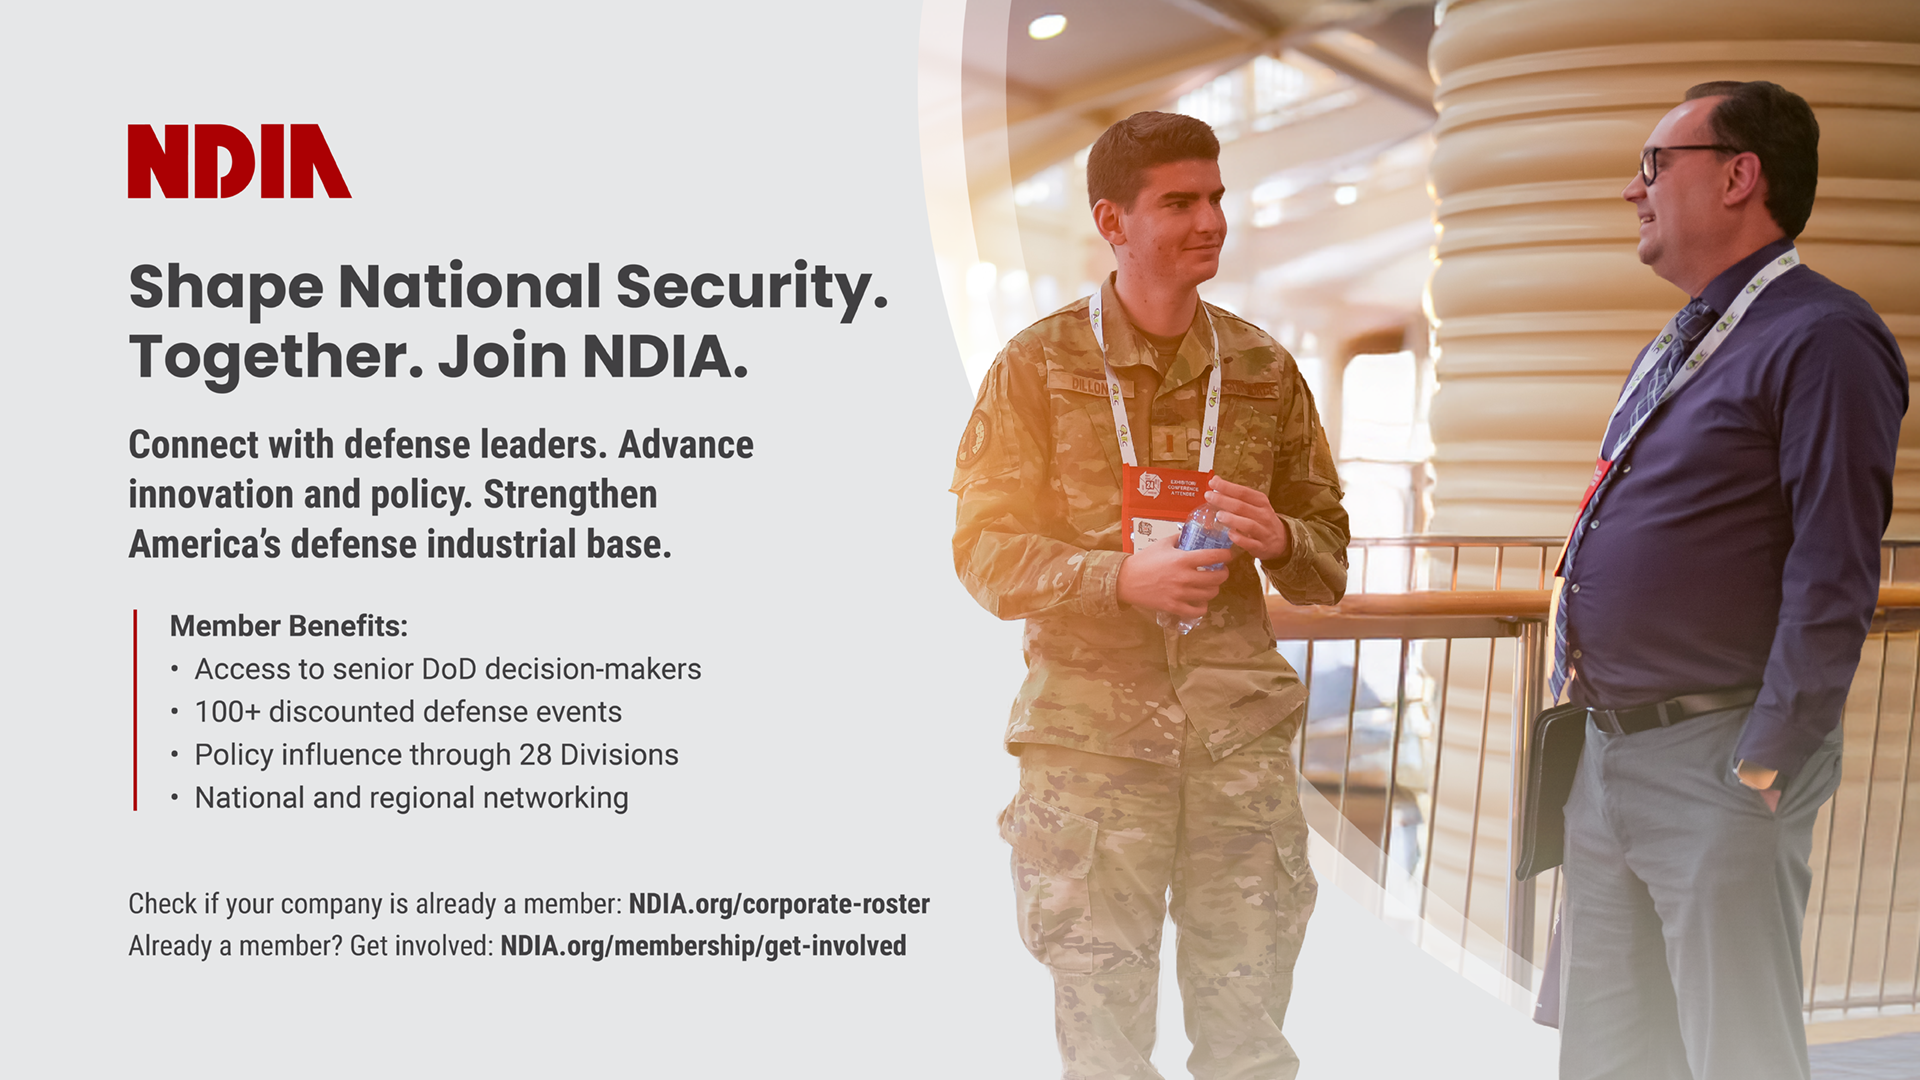 NDIA
Shape National Security.
Together. Join NDIA.
Connect with defense leaders. Advance
innovation and policy. Strengthen
America's defense industrial base.
Member Benefits:
• Access to senior DoD decision-makers
• 100+ discounted defense events
• Policy influence through 28 Divisions
• National and regional networking
Check if your company is already a member: NDIA.org/corporate-roster
Already a member? Get involved: NDIA.org/membership/get-involved
DILLON
EXHIBITOR/
CONFERENCE
ATTENDEE